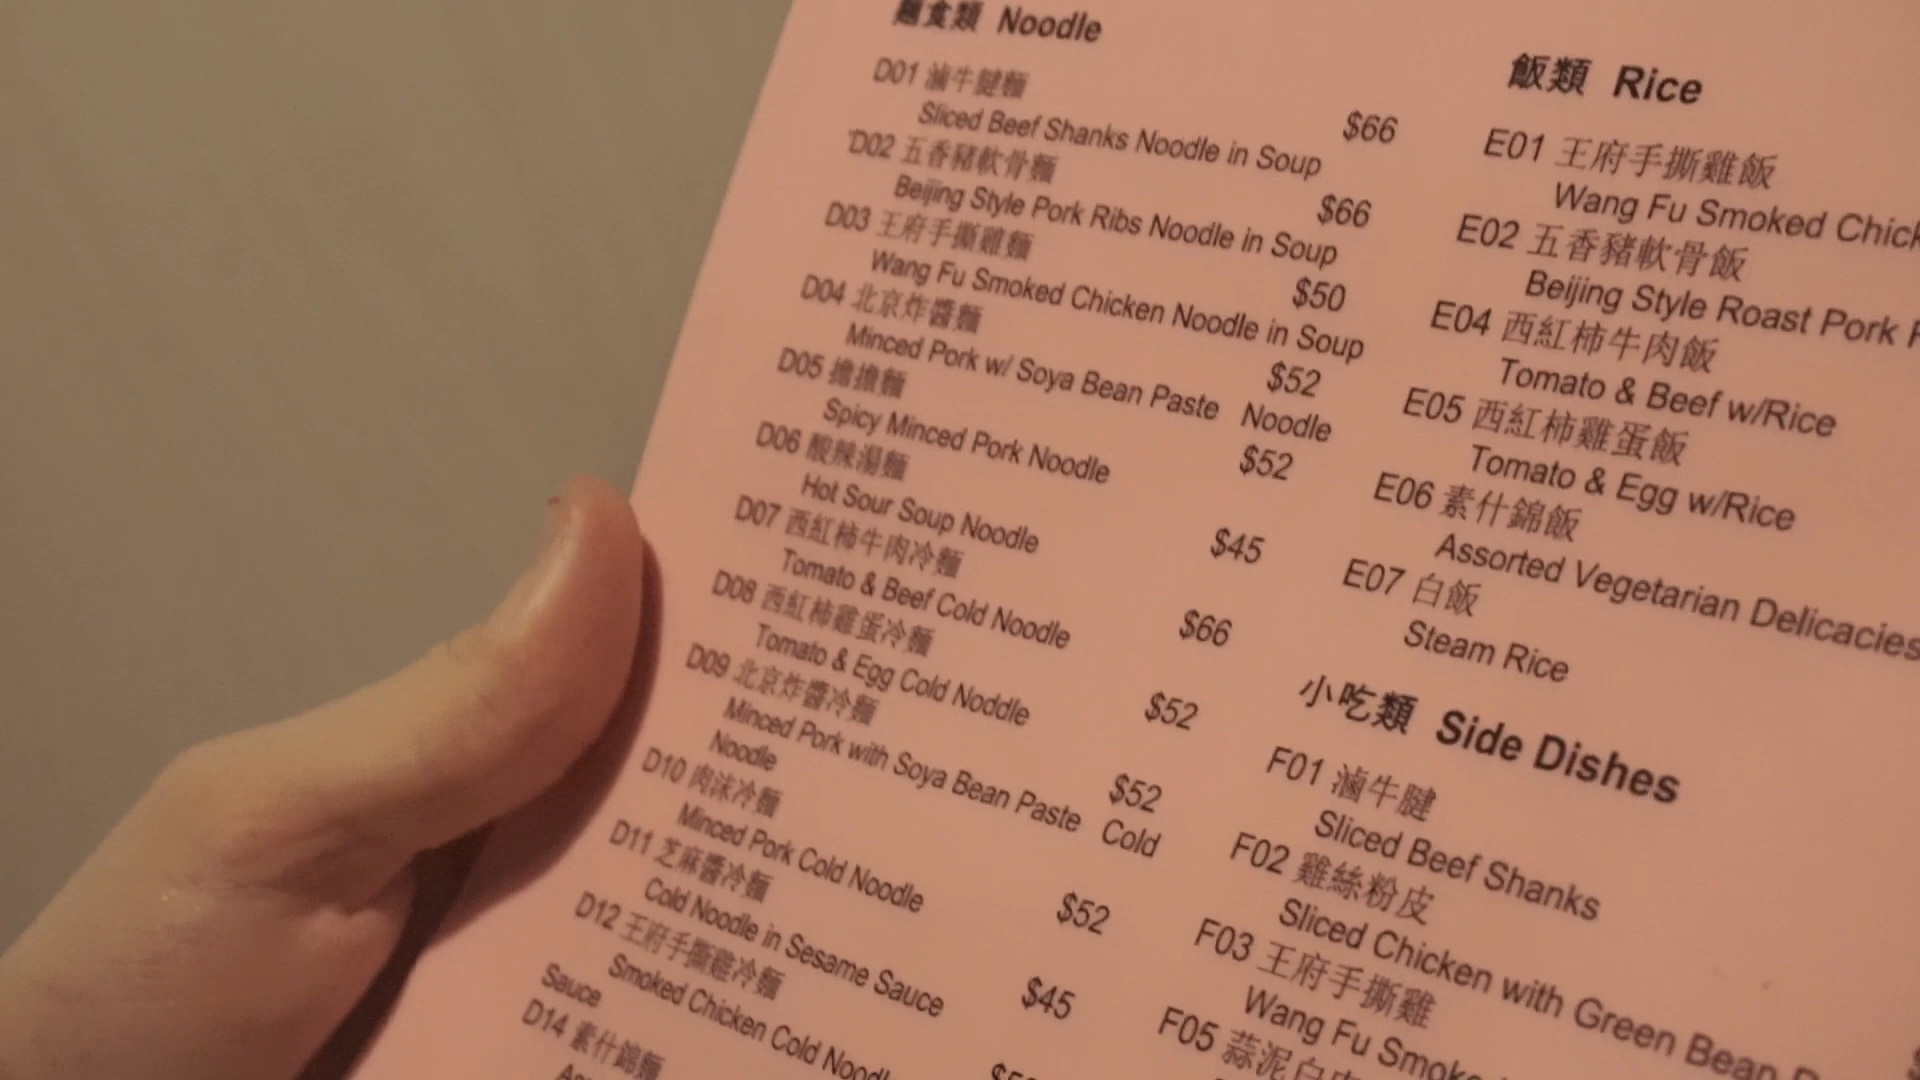 麵食類 Noodle
D01 滷牛腱麵 $66
Sliced Beef Shanks Noodle in Soup
D02 五香豬軟骨麵 $66
Beijing Style Pork Ribs Noodle in Soup
D03 王府手撕雞麵 $50
Wang Fu Smoked Chicken Noodle in Soup
D04 北京炸醬麵 $52
Minced Pork w/ Soya Bean Paste Noodle
D05 擔擔麵 $52
Spicy Minced Pork Noodle
D06 酸辣湯麵 $45
Hot Sour Soup Noodle
D07 西紅柿牛肉冷麵 $66
Tomato & Beef Cold Noodle
D08 西紅柿雞蛋冷麵 $52
Tomato & Egg Cold Noddle
D09 北京炸醬冷麵 $52
Minced Pork with Soya Bean Paste Cold
Noodle
D10 肉沫冷麵 $52
Minced Pork Cold Noodle
D11 芝麻醬冷麵 $45
Cold Noodle in Sesame Sauce
D12 王府手撕雞冷麵
Smoked Chicken Cold
Sauce
D14 素什錦麵
飯類 Rice
E01 王府手撕雞飯
Wang Fu Smoked
E02 五香豬軟骨飯
Beijing Style Roast Pork
E04 西紅柿牛肉飯
Tomato & Beef w/Rice
E05 西紅柿雞蛋飯
Tomato & Egg w/Rice
E06 素什錦飯
Assorted Vegetarian Delicacies
E07 白飯
Steam Rice
小吃類 Side Dishes
F01 滷牛腱
Sliced Beef Shanks
F02 雞絲粉皮
Sliced Chicken with Green Bean
F03 王府手撕雞
Wang Fu
F05 蒜泥白